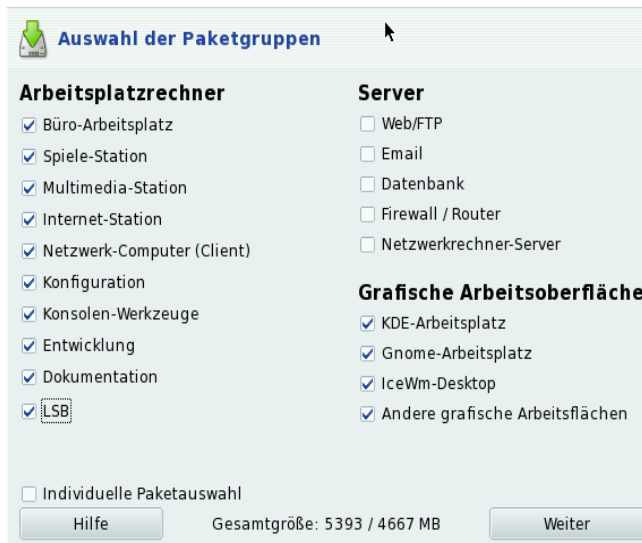 Auswahl der Paketgruppen
Arbeitsplatzrechner
Büro-Arbeitsplatz
Spiele-Station
Multimedia-Station
Internet-Station
Netzwerk-Computer (Client)
Konfiguration
Konsolen-Werkzeuge
Entwicklung
Dokumentation
LSB
Server
Web/FTP
Email
Datenbank
Firewall / Router
Netzwerkrechner-Server
Grafische Arbeitsoberfläche
KDE-Arbeitsplatz
Gnome-Arbeitsplatz
IceWm-Desktop
Andere grafische Arbeitsflächen
Individuelle Paketauswahl
Hilfe
Gesamtgröße: 5393 / 4667 MB
Weiter